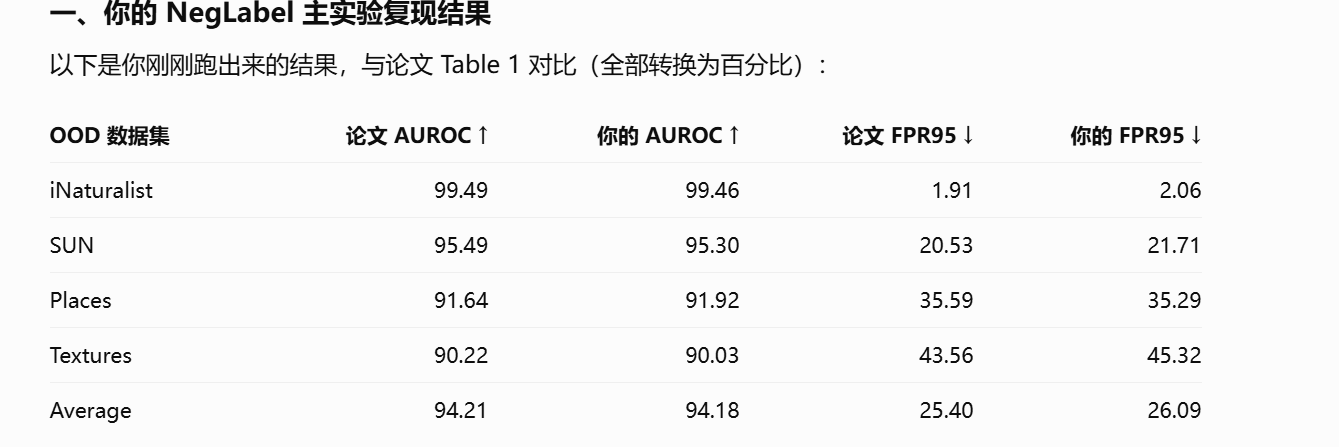 一、你的 NegLabel 主实验复现结果
以下是你刚刚跑出来的结果，与论文 Table 1 对比（全部转换为百分比）：
OOD 数据集 论文 AUROC↑ 你的 AUROC↑ 论文 FPR95↓ 你的 FPR95↓
iNaturalist 99.49 99.46 1.91 2.06
SUN 95.49 95.30 20.53 21.71
Places 91.64 91.92 35.59 35.29
Textures 90.22 90.03 43.56 45.32
Average 94.21 94.18 25.40 26.09